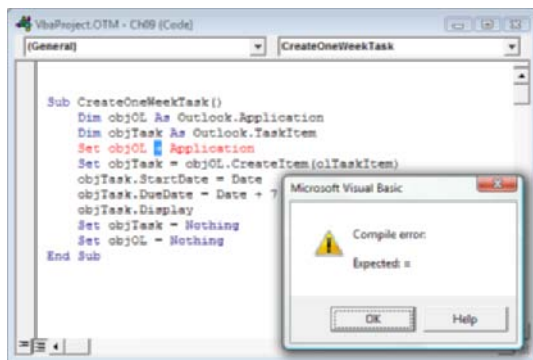 VbaProject.OTM - Ch09 (Code)
(General)
CreateOneWeekTask
Sub CreateOneWeekTask()
Dim objOL As Outlook.Application
Dim objTask As Outlook.TaskItem
Set objOL Application
Set objTask = objOL.CreateItem(olTaskItem)
objTask.StartDate = Date
objTask.DueDate = Date + 7
objTask.Display
Set objTask = Nothing
Set objOL = Nothing
End Sub
Microsoft Visual Basic
Compile error:
Expected: =
OK
Help